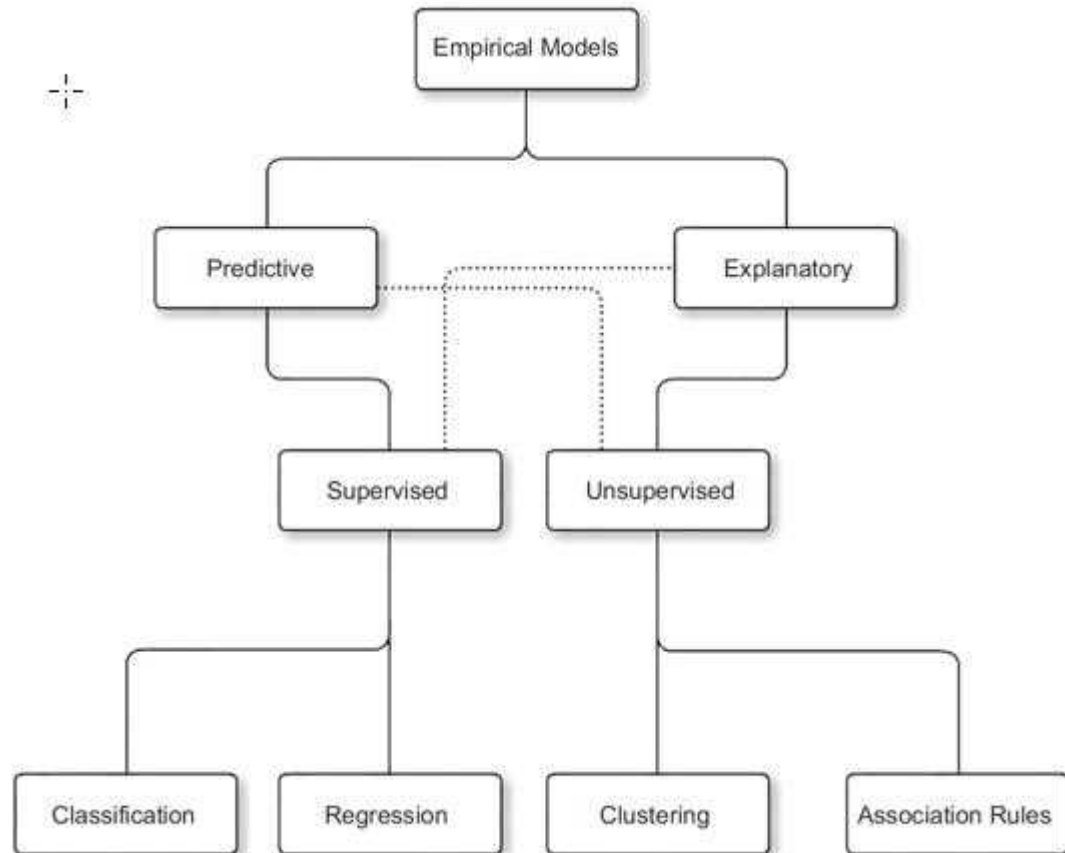 Empirical Models
Predictive
Explanatory
Supervised
Unsupervised
Classification
Regression
Clustering
Association Rules